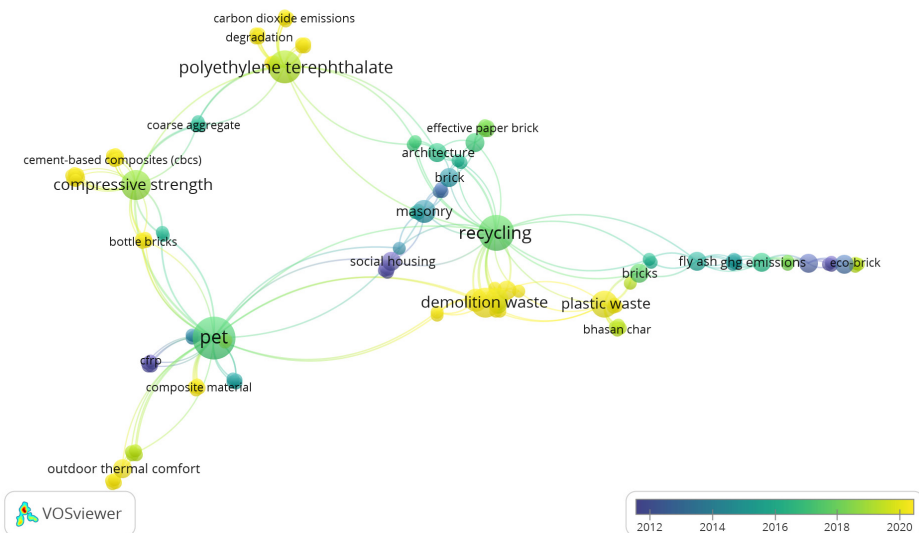 carbon dioxide emissions
degradation
polyethylene terephthalate
coarse aggregate
effective paper brick
architecture
cement-based composites (cbcs)
brick
compressive strength
masonry
recycling
bottle bricks
social housing
fly ash
ghg emissions
eco-brick
bricks
demolition waste
plastic waste
bhasan char
pet
cfrp
composite material
outdoor thermal comfort
VOSviewer
2012 2014 2016 2018 2020